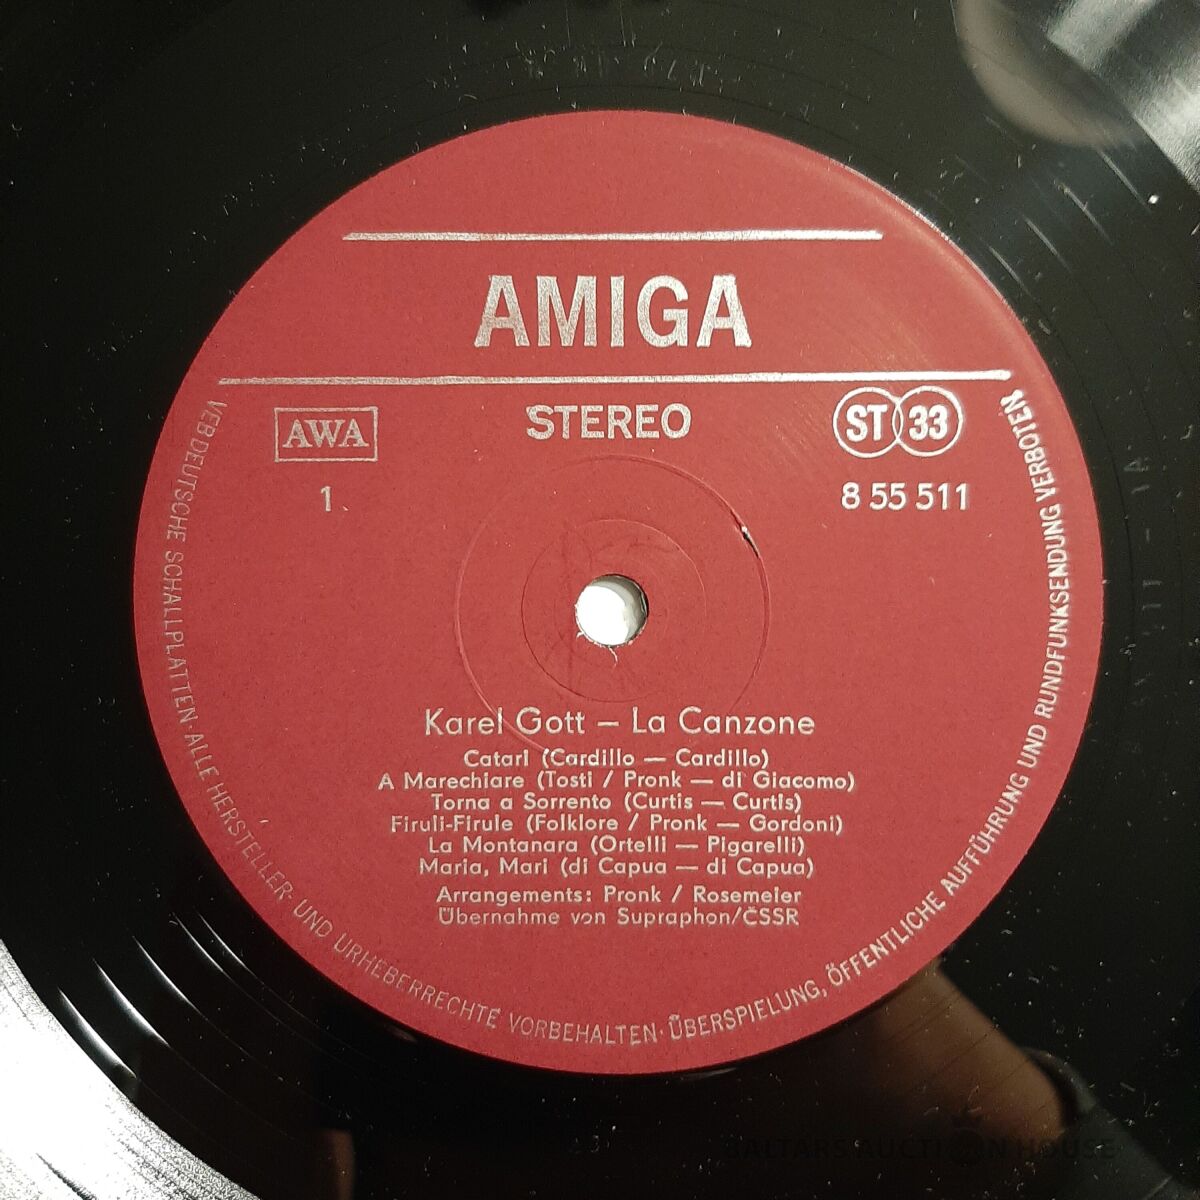 AMIGA
AWA
STEREO
ST 33
1
8 55 511
Karel Gott – La Canzone
Catari (Cardillo — Cardillo)
A Marechiare (Tosti / Pronk — di Giacomo)
Torna a Sorrento (Curtis — Curtis)
Firuli-Firule (Folklore / Pronk — Gordoni)
La Montanara (Ortelli — Pigarelli)
Maria, Mari (di Capua — di Capua)
Arrangements: Pronk / Rosemeier
Übernahme von Supraphon/ČSSR
VEB DEUTSCHE SCHALLPLATTEN · ALLE HERSTELLER- UND URHEBERRECHTE VORBEHALTEN · ÜBERSPIELUNG, ÖFFENTLICHE AUFFÜHRUNG UND RUNDFUNKSENDUNG VERBOTEN
BALTARS AUCTION HOUSE